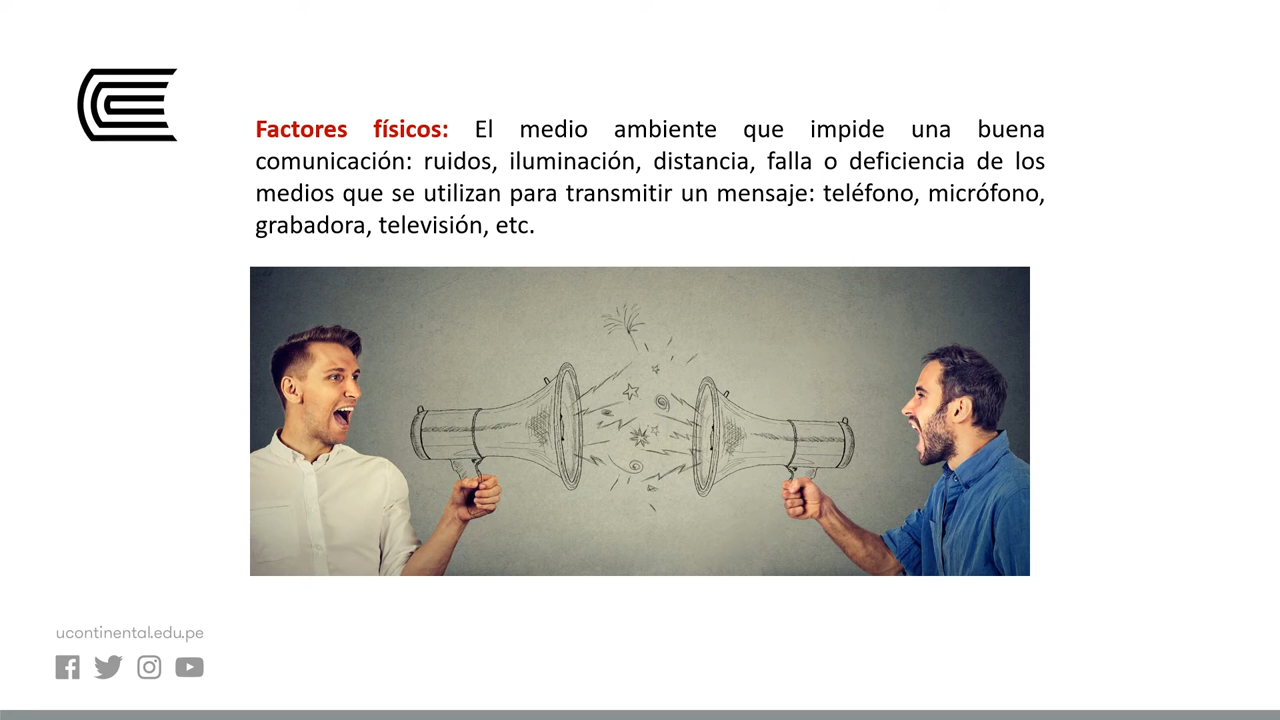 Factores físicos: El medio ambiente que impide una buena
comunicación: ruidos, iluminación, distancia, falla o deficiencia de los
medios que se utilizan para transmitir un mensaje: teléfono, micrófono,
grabadora, televisión, etc.
ucontinental.edu.pe